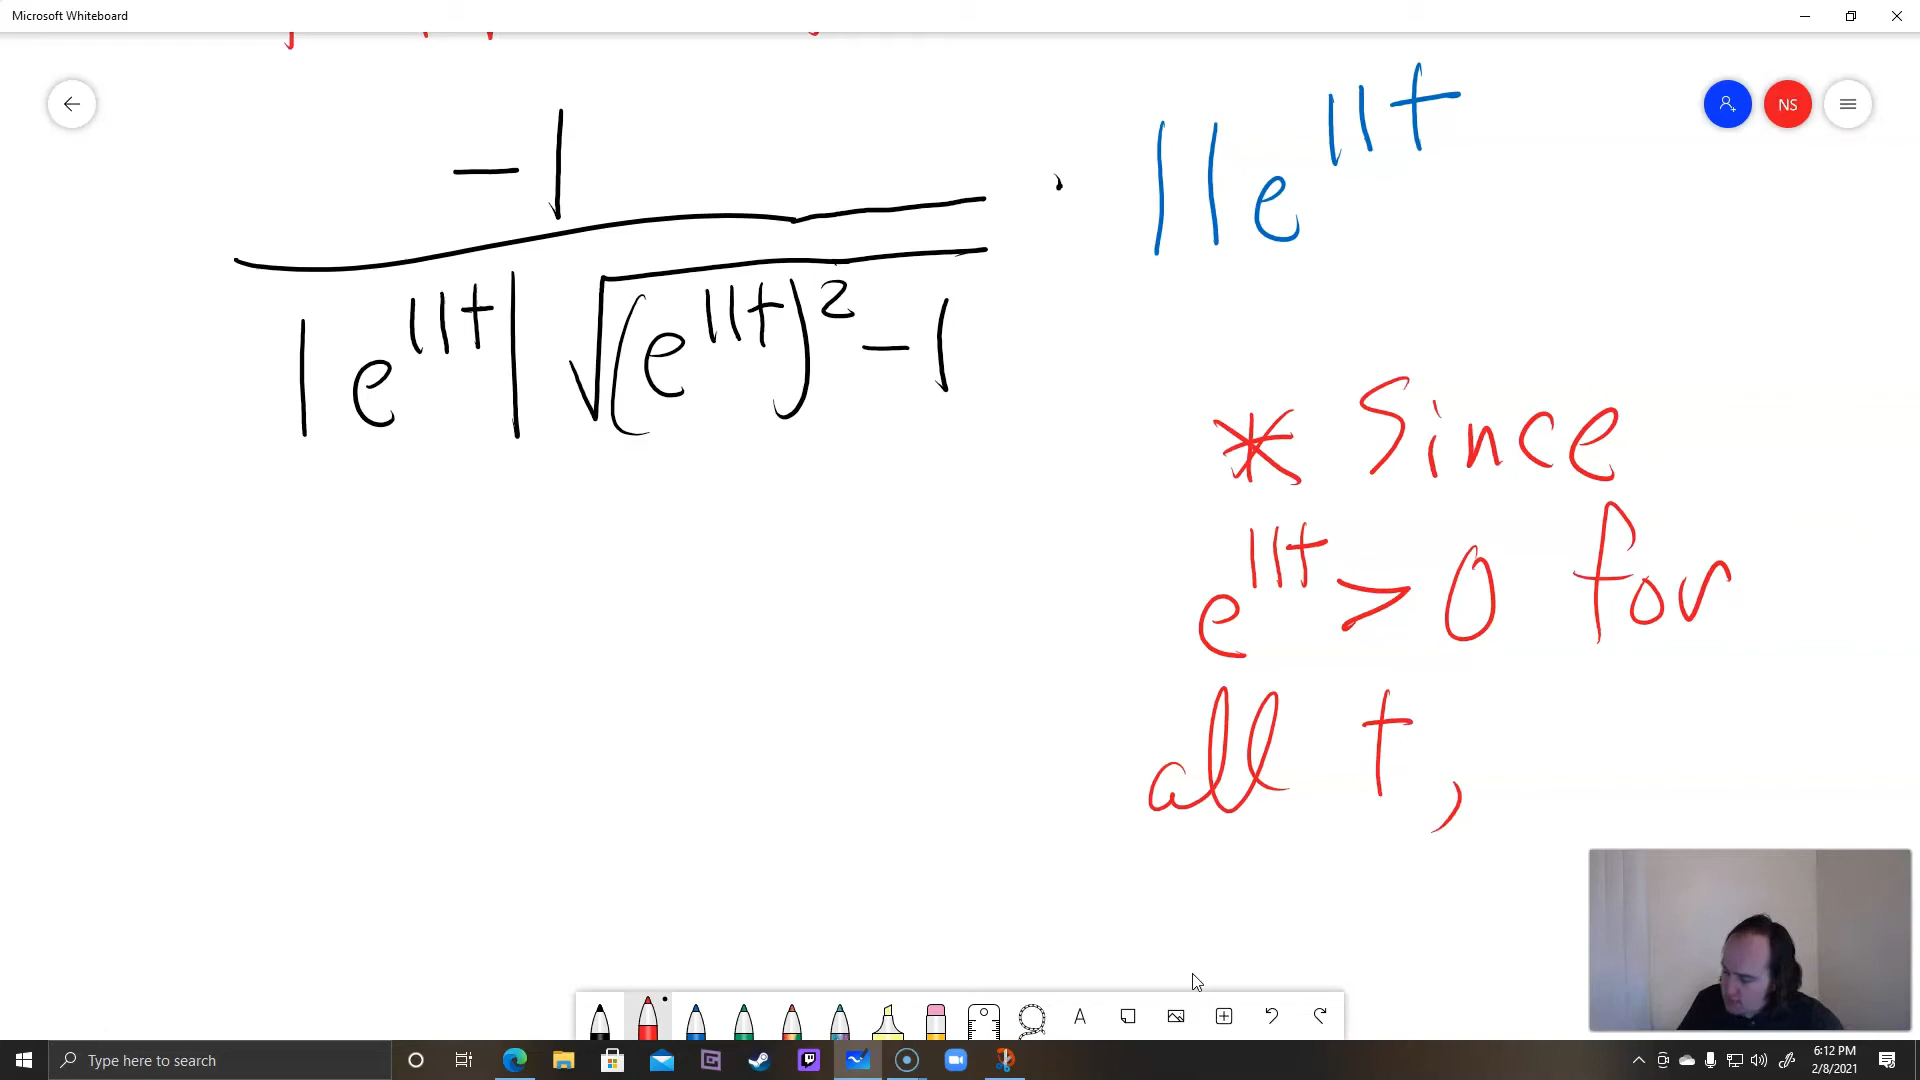 Microsoft Whiteboard
NS
-1
· 11e^11t
|e^11t| √(e^11t)^2 - 1
* Since
e^11t > 0 for
all t,
A
Type here to search
6:12 PM
2/8/2021